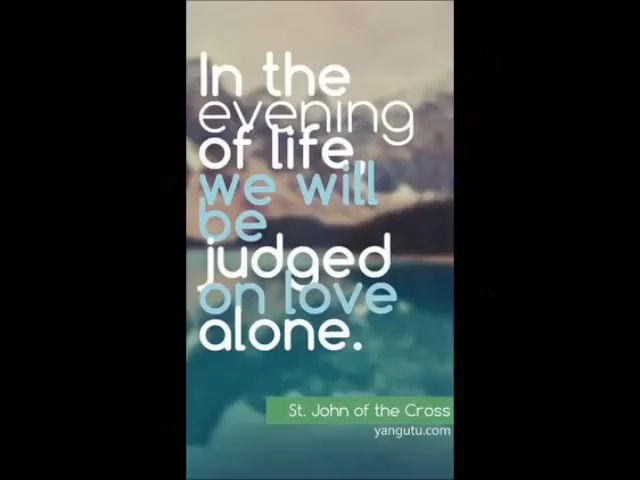 In the
evening
of life,
we will
be
judged
on love
alone.
St. John of the Cross
yangutu.com